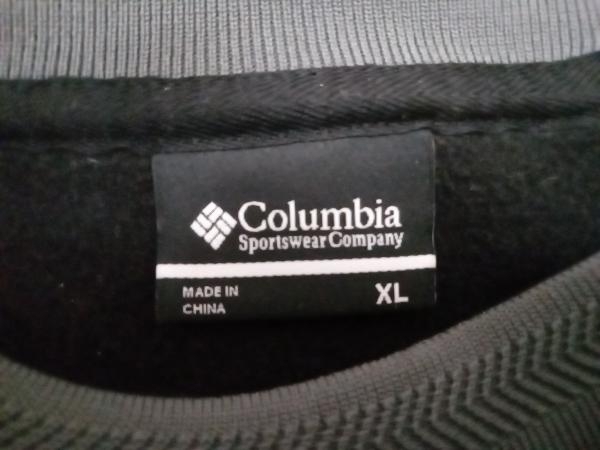 Columbia
Sportswear Company
MADE IN
CHINA
XL